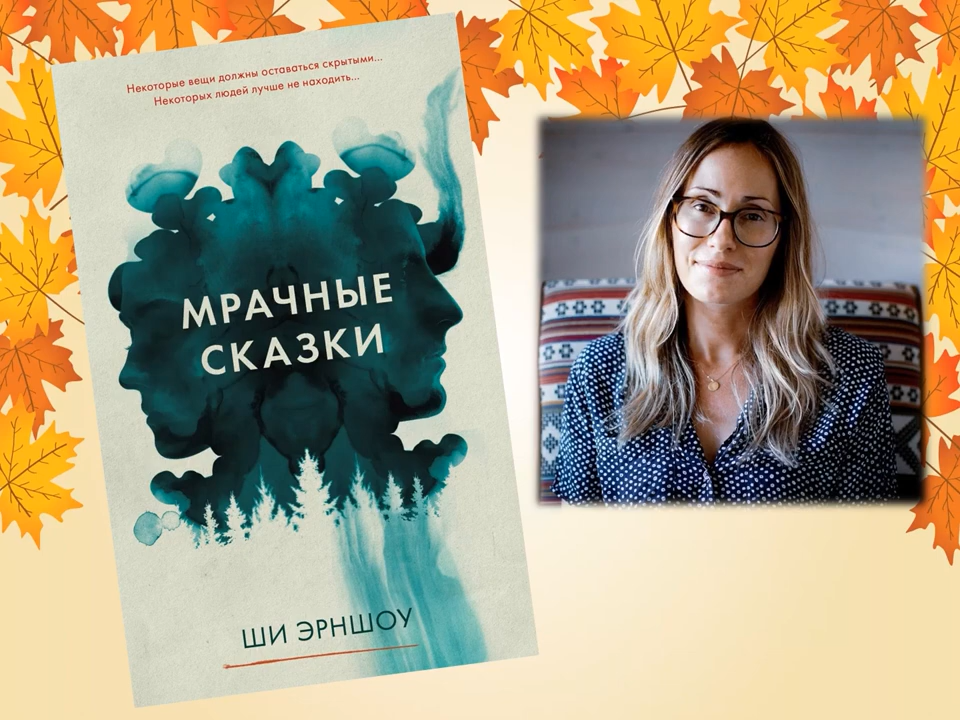 Некоторые вещи должны оставаться скрытыми...
Некоторых людей лучше не находить...
МРАЧНЫЕ
СКАЗКИ
ШИ ЭРНШОУ